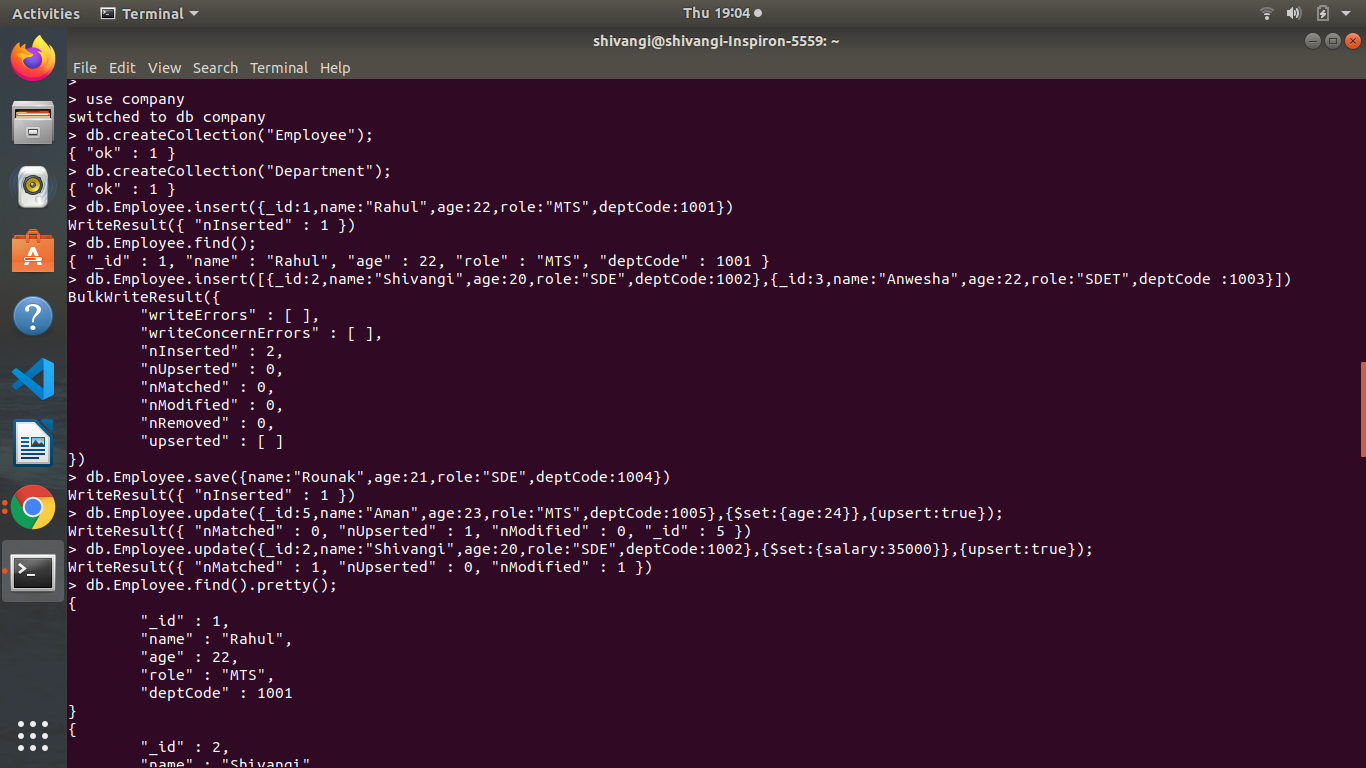 Activities Terminal Thu 19:04
shivangi@shivangi-Inspiron-5559: ~
File Edit View Search Terminal Help
>
> use company
switched to db company
> db.createCollection("Employee");
{ "ok" : 1 }
> db.createCollection("Department");
{ "ok" : 1 }
> db.Employee.insert({_id:1,name:"Rahul",age:22,role:"MTS",deptCode:1001})
WriteResult({ "nInserted" : 1 })
> db.Employee.find();
{ "_id" : 1, "name" : "Rahul", "age" : 22, "role" : "MTS", "deptCode" : 1001 }
> db.Employee.insert([{_id:2,name:"Shivangi",age:20,role:"SDE",deptCode:1002},{_id:3,name:"Anwesha",age:22,role:"SDET",deptCode :1003}])
BulkWriteResult({
"writeErrors" : [ ],
"writeConcernErrors" : [ ],
"nInserted" : 2,
"nUpserted" : 0,
"nMatched" : 0,
"nModified" : 0,
"nRemoved" : 0,
"upserted" : [ ]
})
> db.Employee.save({name:"Rounak",age:21,role:"SDE",deptCode:1004})
WriteResult({ "nInserted" : 1 })
> db.Employee.update({_id:5,name:"Aman",age:23,role:"MTS",deptCode:1005},{$set:{age:24}},{upsert:true});
WriteResult({ "nMatched" : 0, "nUpserted" : 1, "nModified" : 0, "_id" : 5 })
> db.Employee.update({_id:2,name:"Shivangi",age:20,role:"SDE",deptCode:1002},{$set:{salary:35000}},{upsert:true});
WriteResult({ "nMatched" : 1, "nUpserted" : 0, "nModified" : 1 })
> db.Employee.find().pretty();
{
"_id" : 1,
"name" : "Rahul",
"age" : 22,
"role" : "MTS",
"deptCode" : 1001
}
{
"_id" : 2,
"name" : "Shivangi"